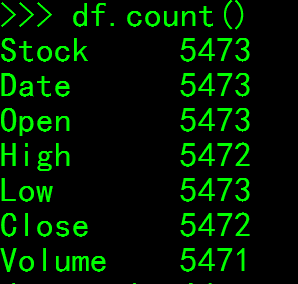 >>> df.count()
Stock 5473
Date 5473
Open 5473
High 5472
Low 5473
Close 5472
Volume 5471